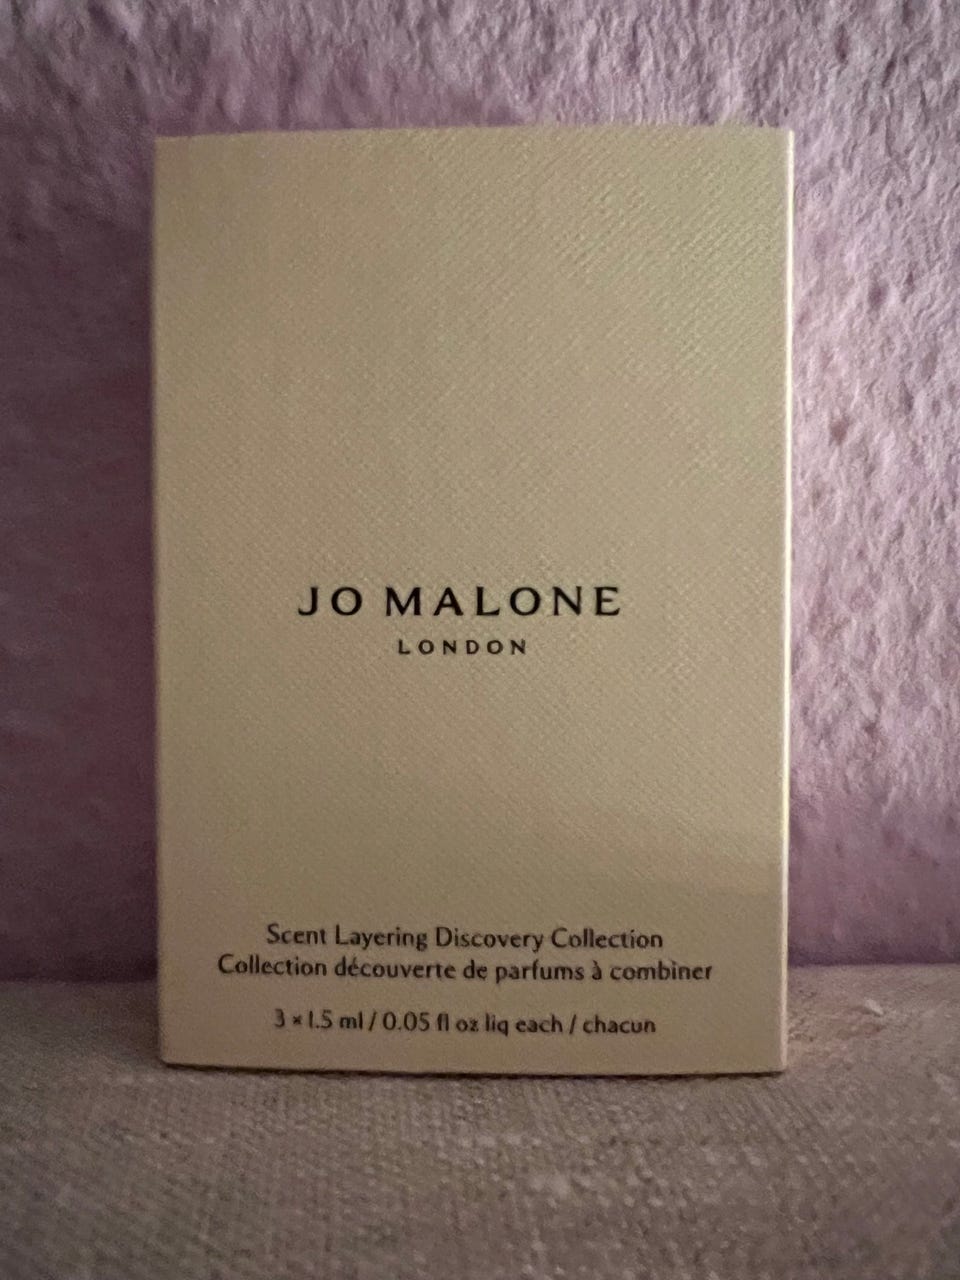 JO MALONE
LONDON
Scent Layering Discovery Collection
Collection découverte de parfums à combiner
3 × 1.5 ml / 0.05 fl oz liq each / chacun